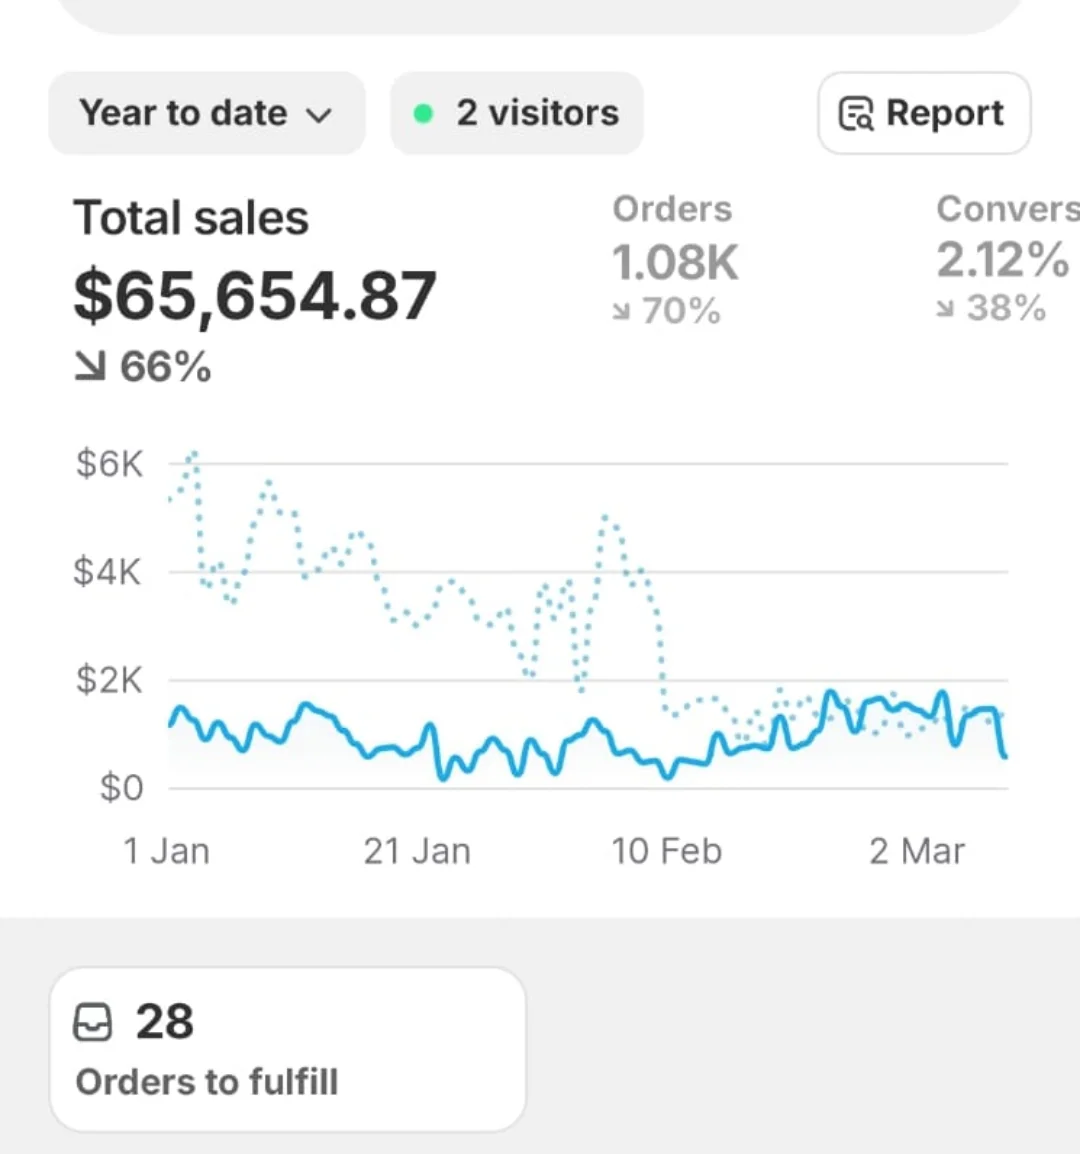 Year to date
2 visitors
Report
Total sales
$65,654.87
66%
Orders
1.08K
70%
Convers
2.12%
38%
$6K
$4K
$2K
$0
1 Jan
21 Jan
10 Feb
2 Mar
28
Orders to fulfill